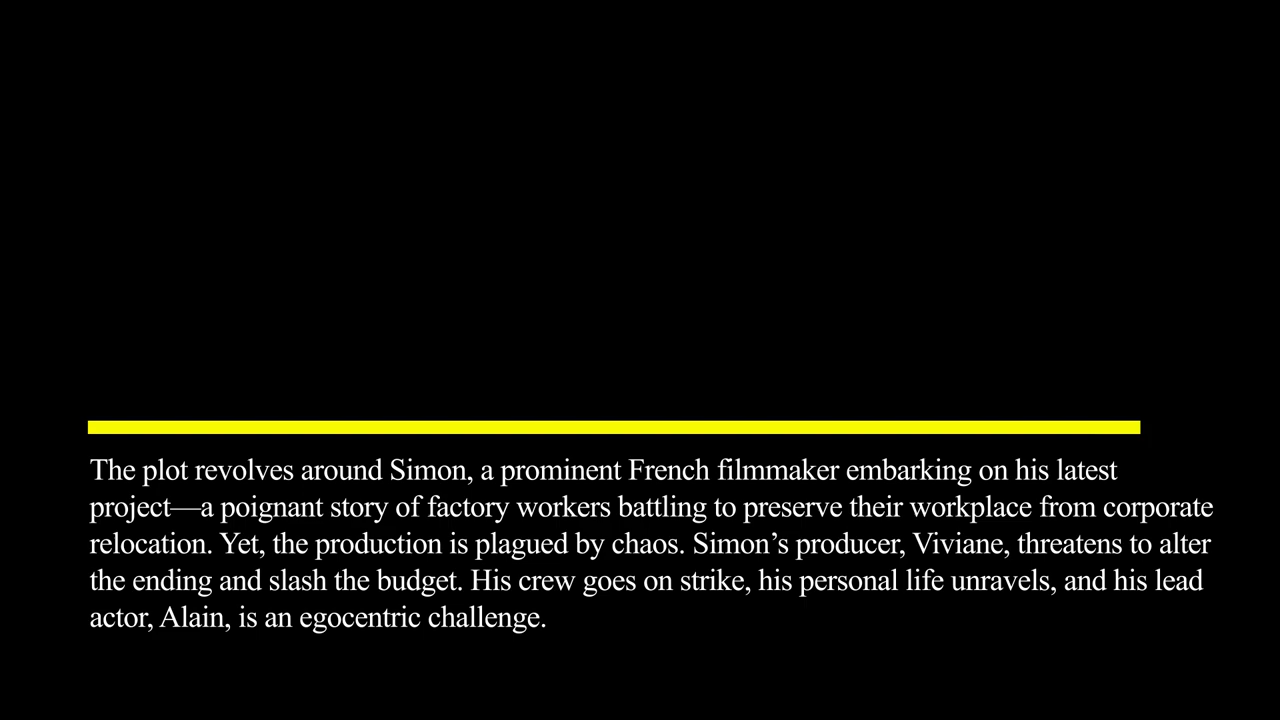 The plot revolves around Simon, a prominent French filmmaker embarking on his latest
project—a poignant story of factory workers battling to preserve their workplace from corporate
relocation. Yet, the production is plagued by chaos. Simon’s producer, Viviane, threatens to alter
the ending and slash the budget. His crew goes on strike, his personal life unravels, and his lead
actor, Alain, is an egocentric challenge.